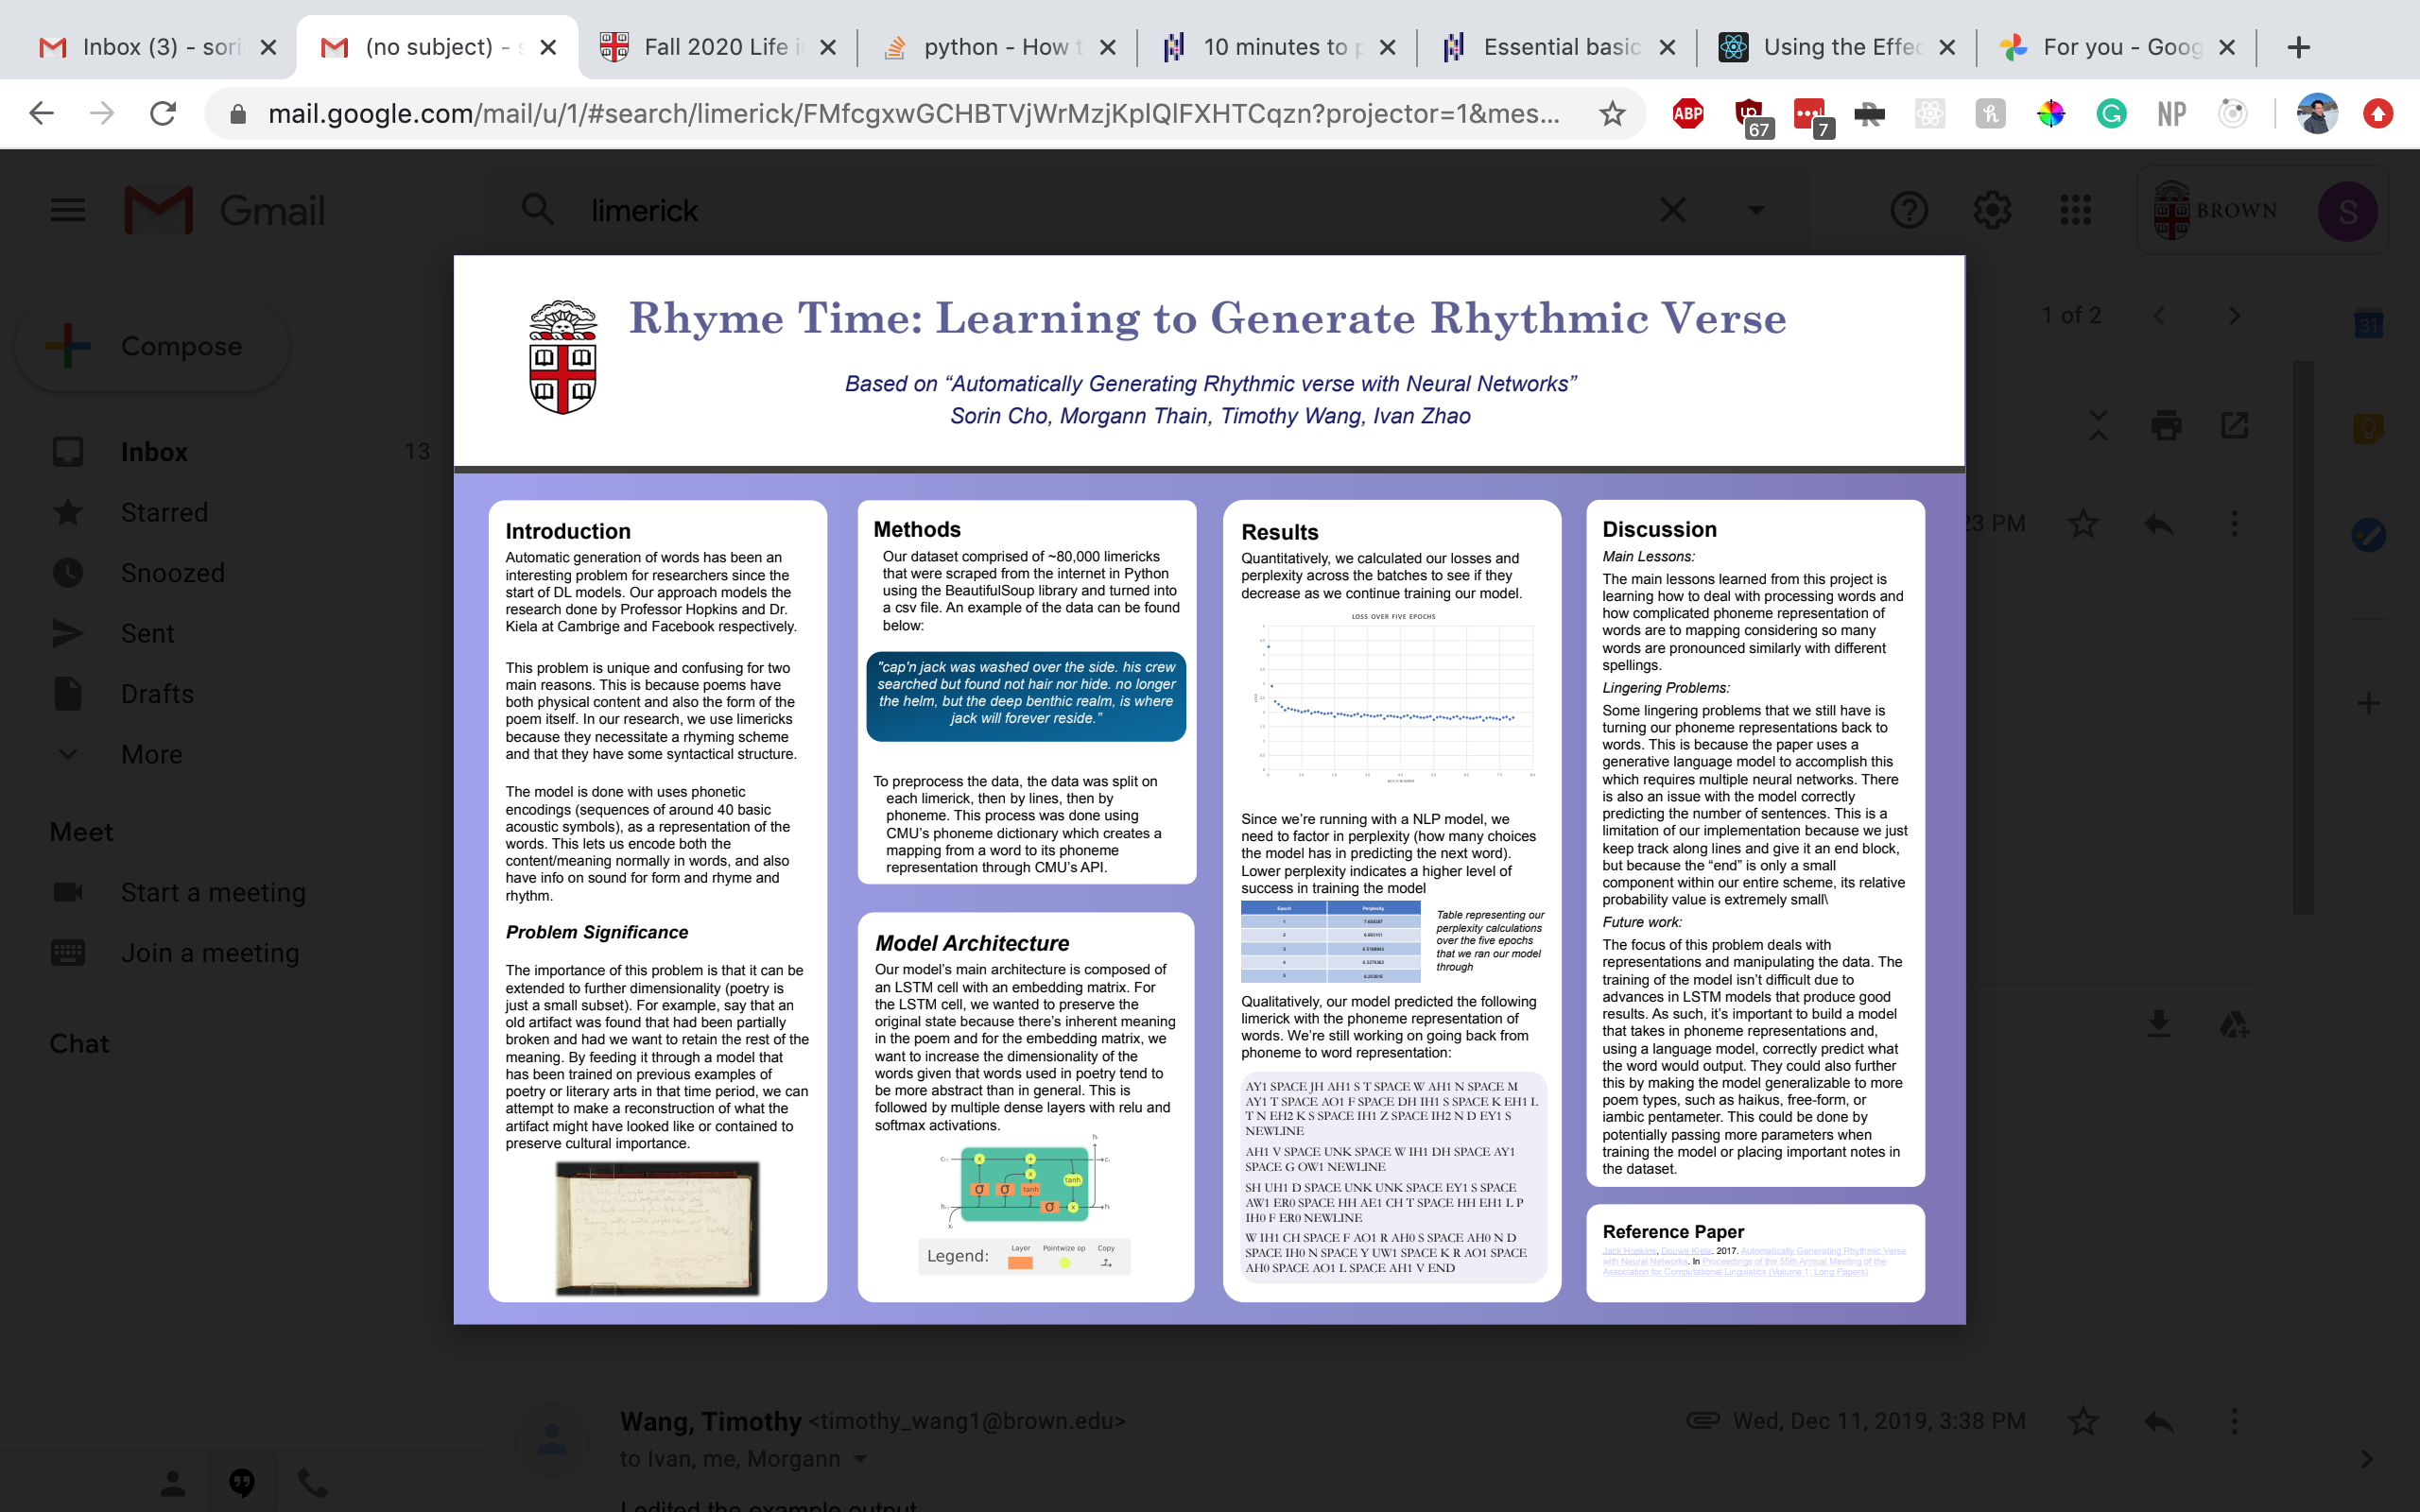 Inbox (3) - sori
(no subject) - s
Fall 2020 Life i
python - How t
10 minutes to p
Essential basic
Using the Effec
For you - Goog
mail.google.com/mail/u/1/#search/limerick/FMfcgxwGCHBTVjWrMzjKplQlFXHTCqzn?projector=1&mes...
ABP
67
7
NP
Gmail
limerick
BROWN
S
Compose
1 of 2
31
Inbox 13
Starred
Snoozed
Sent
Drafts
More
Meet
Start a meeting
Join a meeting
Chat
23 PM
Rhyme Time: Learning to Generate Rhythmic Verse
Based on “Automatically Generating Rhythmic verse with Neural Networks”
Sorin Cho, Morgann Thain, Timothy Wang, Ivan Zhao
Introduction
Automatic generation of words has been an
interesting problem for researchers since the
start of DL models. Our approach models the
research done by Professor Hopkins and Dr.
Kiela at Cambrige and Facebook respectively.
This problem is unique and confusing for two
main reasons. This is because poems have
both physical content and also the form of the
poem itself. In our research, we use limericks
because they necessitate a rhyming scheme
and that they have some syntactical structure.
The model is done with uses phonetic
encodings (sequences of around 40 basic
acoustic symbols), as a representation of the
words. This lets us encode both the
content/meaning normally in words, and also
have info on sound for form and rhyme and
rhythm.
Problem Significance
The importance of this problem is that it can be
extended to further dimensionality (poetry is
just a small subset). For example, say that an
old artifact was found that had been partially
broken and had we want to retain the rest of the
meaning. By feeding it through a model that
has been trained on previous examples of
poetry or literary arts in that time period, we can
attempt to make a reconstruction of what the
artifact might have looked like or contained to
preserve cultural importance.
Methods
Our dataset comprised of ~80,000 limericks
that were scraped from the internet in Python
using the BeautifulSoup library and turned into
a csv file. An example of the data can be found
below:
"cap'n jack was washed over the side. his crew
searched but found not hair nor hide. no longer
the helm, but the deep benthic realm, is where
jack will forever reside.”
To preprocess the data, the data was split on
each limerick, then by lines, then by
phoneme. This process was done using
CMU's phoneme dictionary which creates a
mapping from a word to its phoneme
representation through CMU's API.
Model Architecture
Our model's main architecture is composed of
an LSTM cell with an embedding matrix. For
the LSTM cell, we wanted to preserve the
original state because there's inherent meaning
in the poem and for the embedding matrix, we
want to increase the dimensionality of the
words given that words used in poetry tend to
be more abstract than in general. This is
followed by multiple dense layers with relu and
softmax activations.
σ σ tanh σ tanh
Legend: Layer Pointwize op Copy
Results
Quantitatively, we calculated our losses and
perplexity across the batches to see if they
decrease as we continue training our model.
LOSS OVER FIVE EPOCHS
Since we're running with a NLP model, we
need to factor in perplexity (how many choices
the model has in predicting the next word).
Lower perplexity indicates a higher level of
success in training the model
Epoch Perplexity
1
2
3
4
5
Table representing our
perplexity calculations
over the five epochs
that we ran our model
through
Qualitatively, our model predicted the following
limerick with the phoneme representation of
words. We're still working on going back from
phoneme to word representation:
AY1 SPACE JH AH1 S T SPACE W AH1 N SPACE M
AY1 T SPACE AO1 F SPACE DH IH1 S SPACE K EH1 L
T N EH2 K S SPACE IH1 Z SPACE IH2 N D EY1 S
NEWLINE
AH1 V SPACE UNK SPACE W IH1 DH SPACE AY1
SPACE G OW1 NEWLINE
SH UH1 D SPACE UNK UNK SPACE EY1 S SPACE
AW1 ER0 SPACE HH AE1 CH T SPACE HH EH1 L P
IH0 F ER0 NEWLINE
W IH1 CH SPACE F AO1 R AH0 S SPACE AH0 N D
SPACE IH0 N SPACE Y UW1 SPACE K R AO1 SPACE
AH0 SPACE AO1 L SPACE AH1 V END
Discussion
Main Lessons:
The main lessons learned from this project is
learning how to deal with processing words and
how complicated phoneme representation of
words are to mapping considering so many
words are pronounced similarly with different
spellings.
Lingering Problems:
Some lingering problems that we still have is
turning our phoneme representations back to
words. This is because the paper uses a
generative language model to accomplish this
which requires multiple neural networks. There
is also an issue with the model correctly
predicting the number of sentences. This is a
limitation of our implementation because we just
keep track along lines and give it an end block,
but because the “end” is only a small
component within our entire scheme, its relative
probability value is extremely small\
Future work:
The focus of this problem deals with
representations and manipulating the data. The
training of the model isn't difficult due to
advances in LSTM models that produce good
results. As such, it's important to build a model
that takes in phoneme representations and,
using a language model, correctly predict what
the word would output. They could also further
this by making the model generalizable to more
poem types, such as haikus, free-form, or
iambic pentameter. This could be done by
potentially passing more parameters when
training the model or placing important notes in
the dataset.
Reference Paper
Jack Hopkins, Douwe Kiela. 2017. Automatically Generating Rhythmic Verse
with Neural Networks. In Proceedings of the 55th Annual Meeting of the
Association for Computational Linguistics (Volume 1: Long Papers)
Wang, Timothy <timothy_wang1@brown.edu>
Wed, Dec 11, 2019, 3:38 PM
to Ivan, me, Morgann
I edited the example output